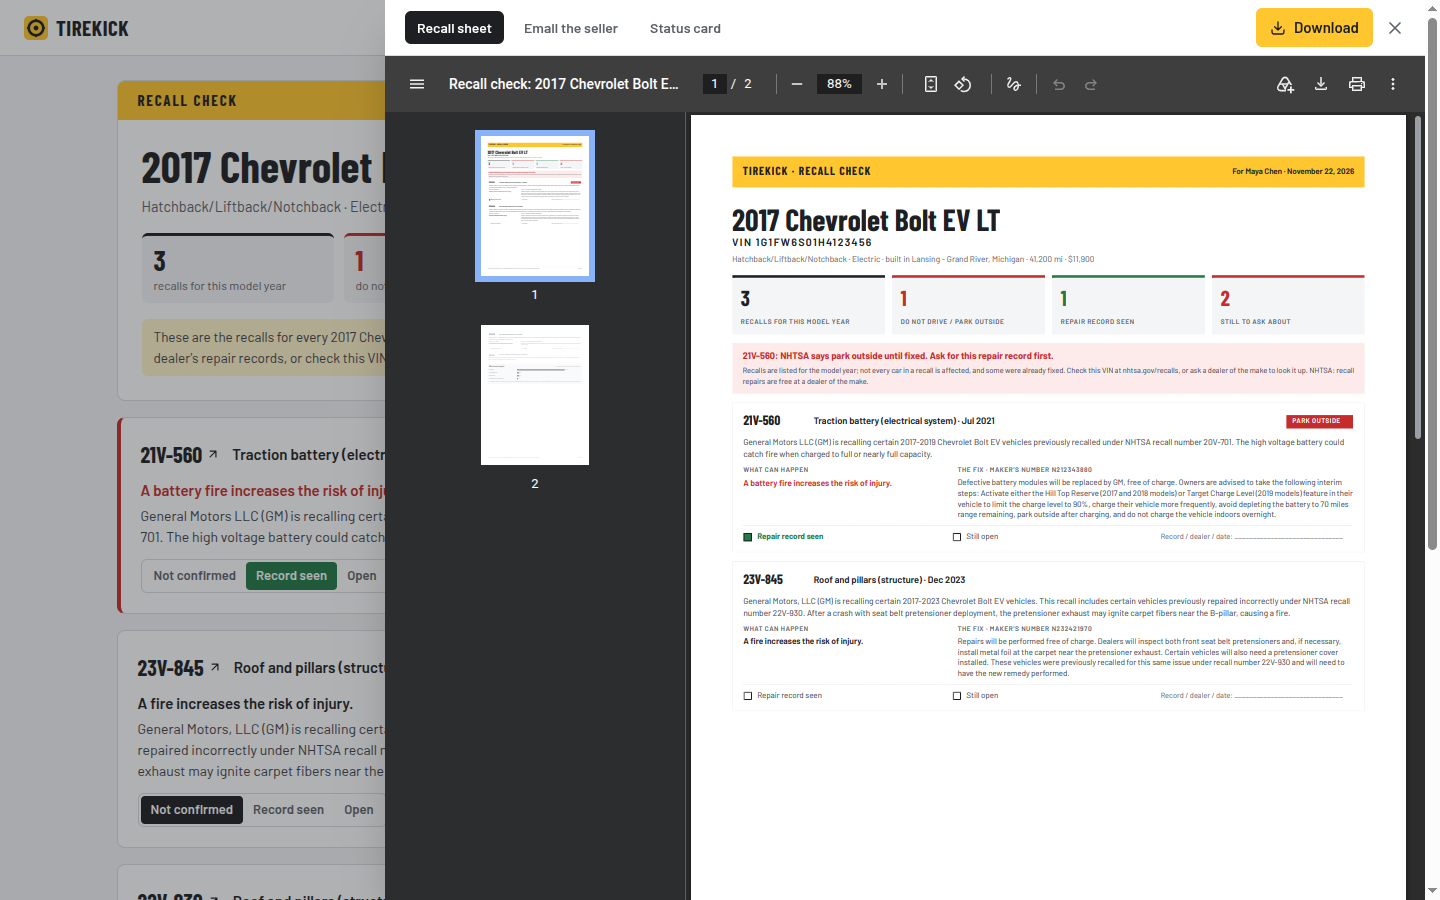 TIREKICK
RECALL CHECK
2017 Chevrolet
Hatchback/Liftback/Notchback · Electr
3
recalls for this model year
1
do no
These are the recalls for every 2017 Chev
dealer's repair records, or check this VIN
21V-560
Traction battery (electr
A battery fire increases the risk of inj
General Motors LLC (GM) is recalling cert
701. The high voltage battery could catch
Not confirmed
Record seen
Open
23V-845
Roof and pillars (struct
A fire increases the risk of injury.
General Motors, LLC (GM) is recalling cert
repaired incorrectly under NHTSA recall n
exhaust may ignite carpet fibers near the
Not confirmed
Record seen
Open
Recall sheet
Email the seller
Status card
Download
Recall check: 2017 Chevrolet Bolt E...
1 / 2
88%
1
2
TIREKICK · RECALL CHECK
For Maya Chen · November 22, 2026
2017 Chevrolet Bolt EV LT
VIN 1G1FW6S01H4123456
Hatchback/Liftback/Notchback · Electric · built in Lansing - Grand River, Michigan · 41,200 mi · $11,900
3
RECALLS FOR THIS MODEL YEAR
1
DO NOT DRIVE / PARK OUTSIDE
1
REPAIR RECORD SEEN
2
STILL TO ASK ABOUT
21V-560: NHTSA says park outside until fixed. Ask for this repair record first.
Recalls are listed for the model year; not every car in a recall is affected, and some were already fixed. Check this VIN at nhtsa.gov/recalls, or ask a dealer of the make to look it up. NHTSA: recall
repairs are free at a dealer of the make.
21V-560
Traction battery (electrical system) · Jul 2021
PARK OUTSIDE
General Motors LLC (GM) is recalling certain 2017-2019 Chevrolet Bolt EV vehicles previously recalled under NHTSA recall number 20V-701. The high voltage battery could
catch fire when charged to full or nearly full capacity.
WHAT CAN HAPPEN
A battery fire increases the risk of injury.
THE FIX · MAKER'S NUMBER N212343880
Defective battery modules will be replaced by GM, free of charge. Owners are advised to take the following interim
steps: Activate either the Hill Top Reserve (2017 and 2018 models) or Target Charge Level (2019 models) feature in their
vehicle to limit the charge level to 90%, charge their vehicle more frequently, avoid depleting the battery to 70 miles
range remaining, park outside after charging, and do not charge the vehicle indoors overnight.
Repair record seen
Still open
Record / dealer / date:
23V-845
Roof and pillars (structure) · Dec 2023
General Motors, LLC (GM) is recalling certain 2017-2023 Chevrolet Bolt EV vehicles. This recall includes certain vehicles previously repaired incorrectly under NHTSA recall
number 22V-930. After a crash with seat belt pretensioner deployment, the pretensioner exhaust may ignite carpet fibers near the B-pillar, causing a fire.
WHAT CAN HAPPEN
A fire increases the risk of injury.
THE FIX · MAKER'S NUMBER N232421970
Repairs will be performed free of charge. Dealers will inspect both front seat belt pretensioners and, if necessary,
install metal foil at the carpet near the pretensioner exhaust. Certain vehicles will also need a pretensioner cover
installed. These vehicles were previously recalled for this same issue under recall number 22V-930 and will need to
have the new remedy performed.
Repair record seen
Still open
Record / dealer / date: